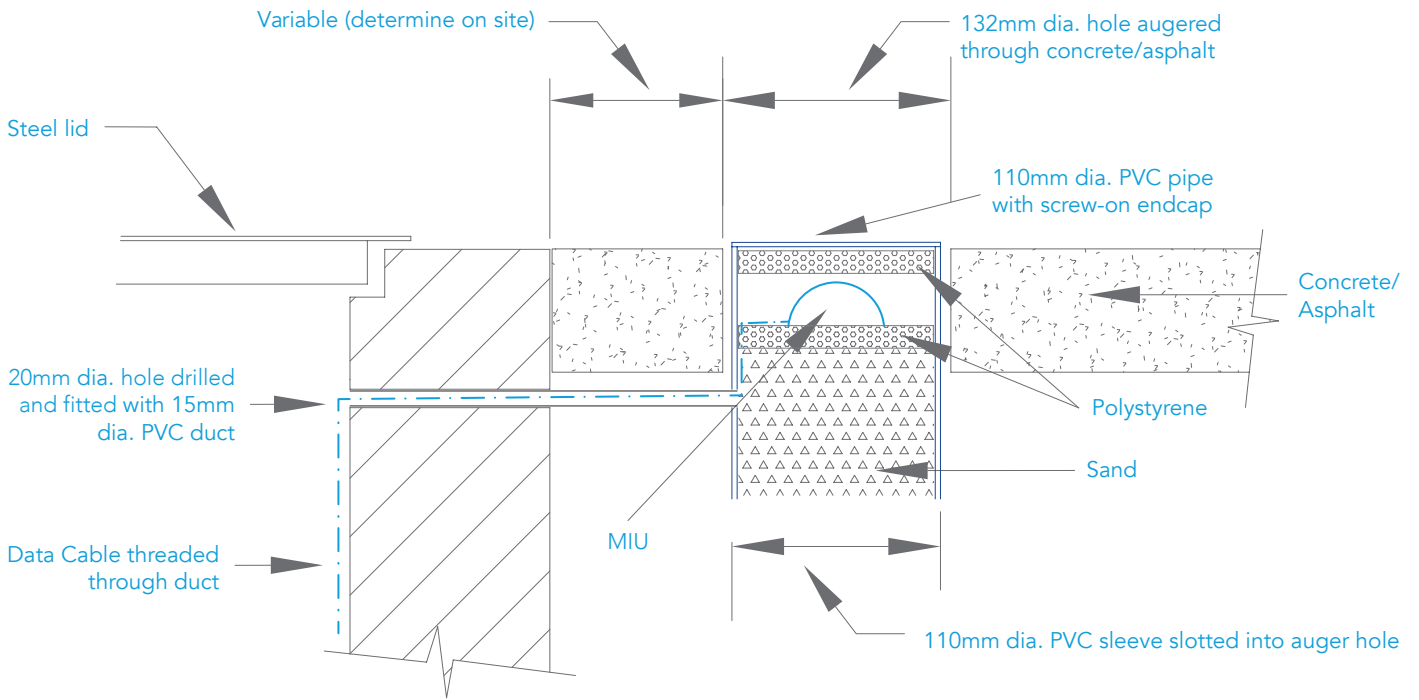 Variable (determine on site)
132mm dia. hole augered
through concrete/asphalt
Steel lid
110mm dia. PVC pipe
with screw-on endcap
Concrete/
Asphalt
20mm dia. hole drilled
and fitted with 15mm
dia. PVC duct
Polystyrene
Sand
MIU
Data Cable threaded
through duct
110mm dia. PVC sleeve slotted into auger hole